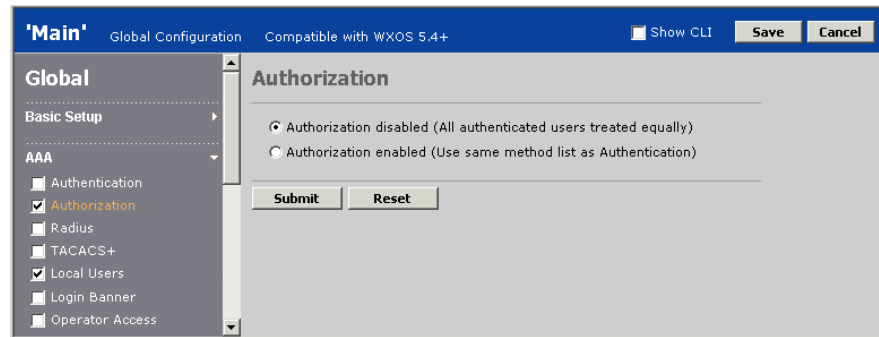 'Main' Global Configuration Compatible with WXOS 5.4+ Show CLI Save Cancel
Global
Basic Setup
AAA
Authentication
Authorization
Radius
TACACS+
Local Users
Login Banner
Operator Access
Authorization
Authorization disabled (All authenticated users treated equally)
Authorization enabled (Use same method list as Authentication)
Submit Reset